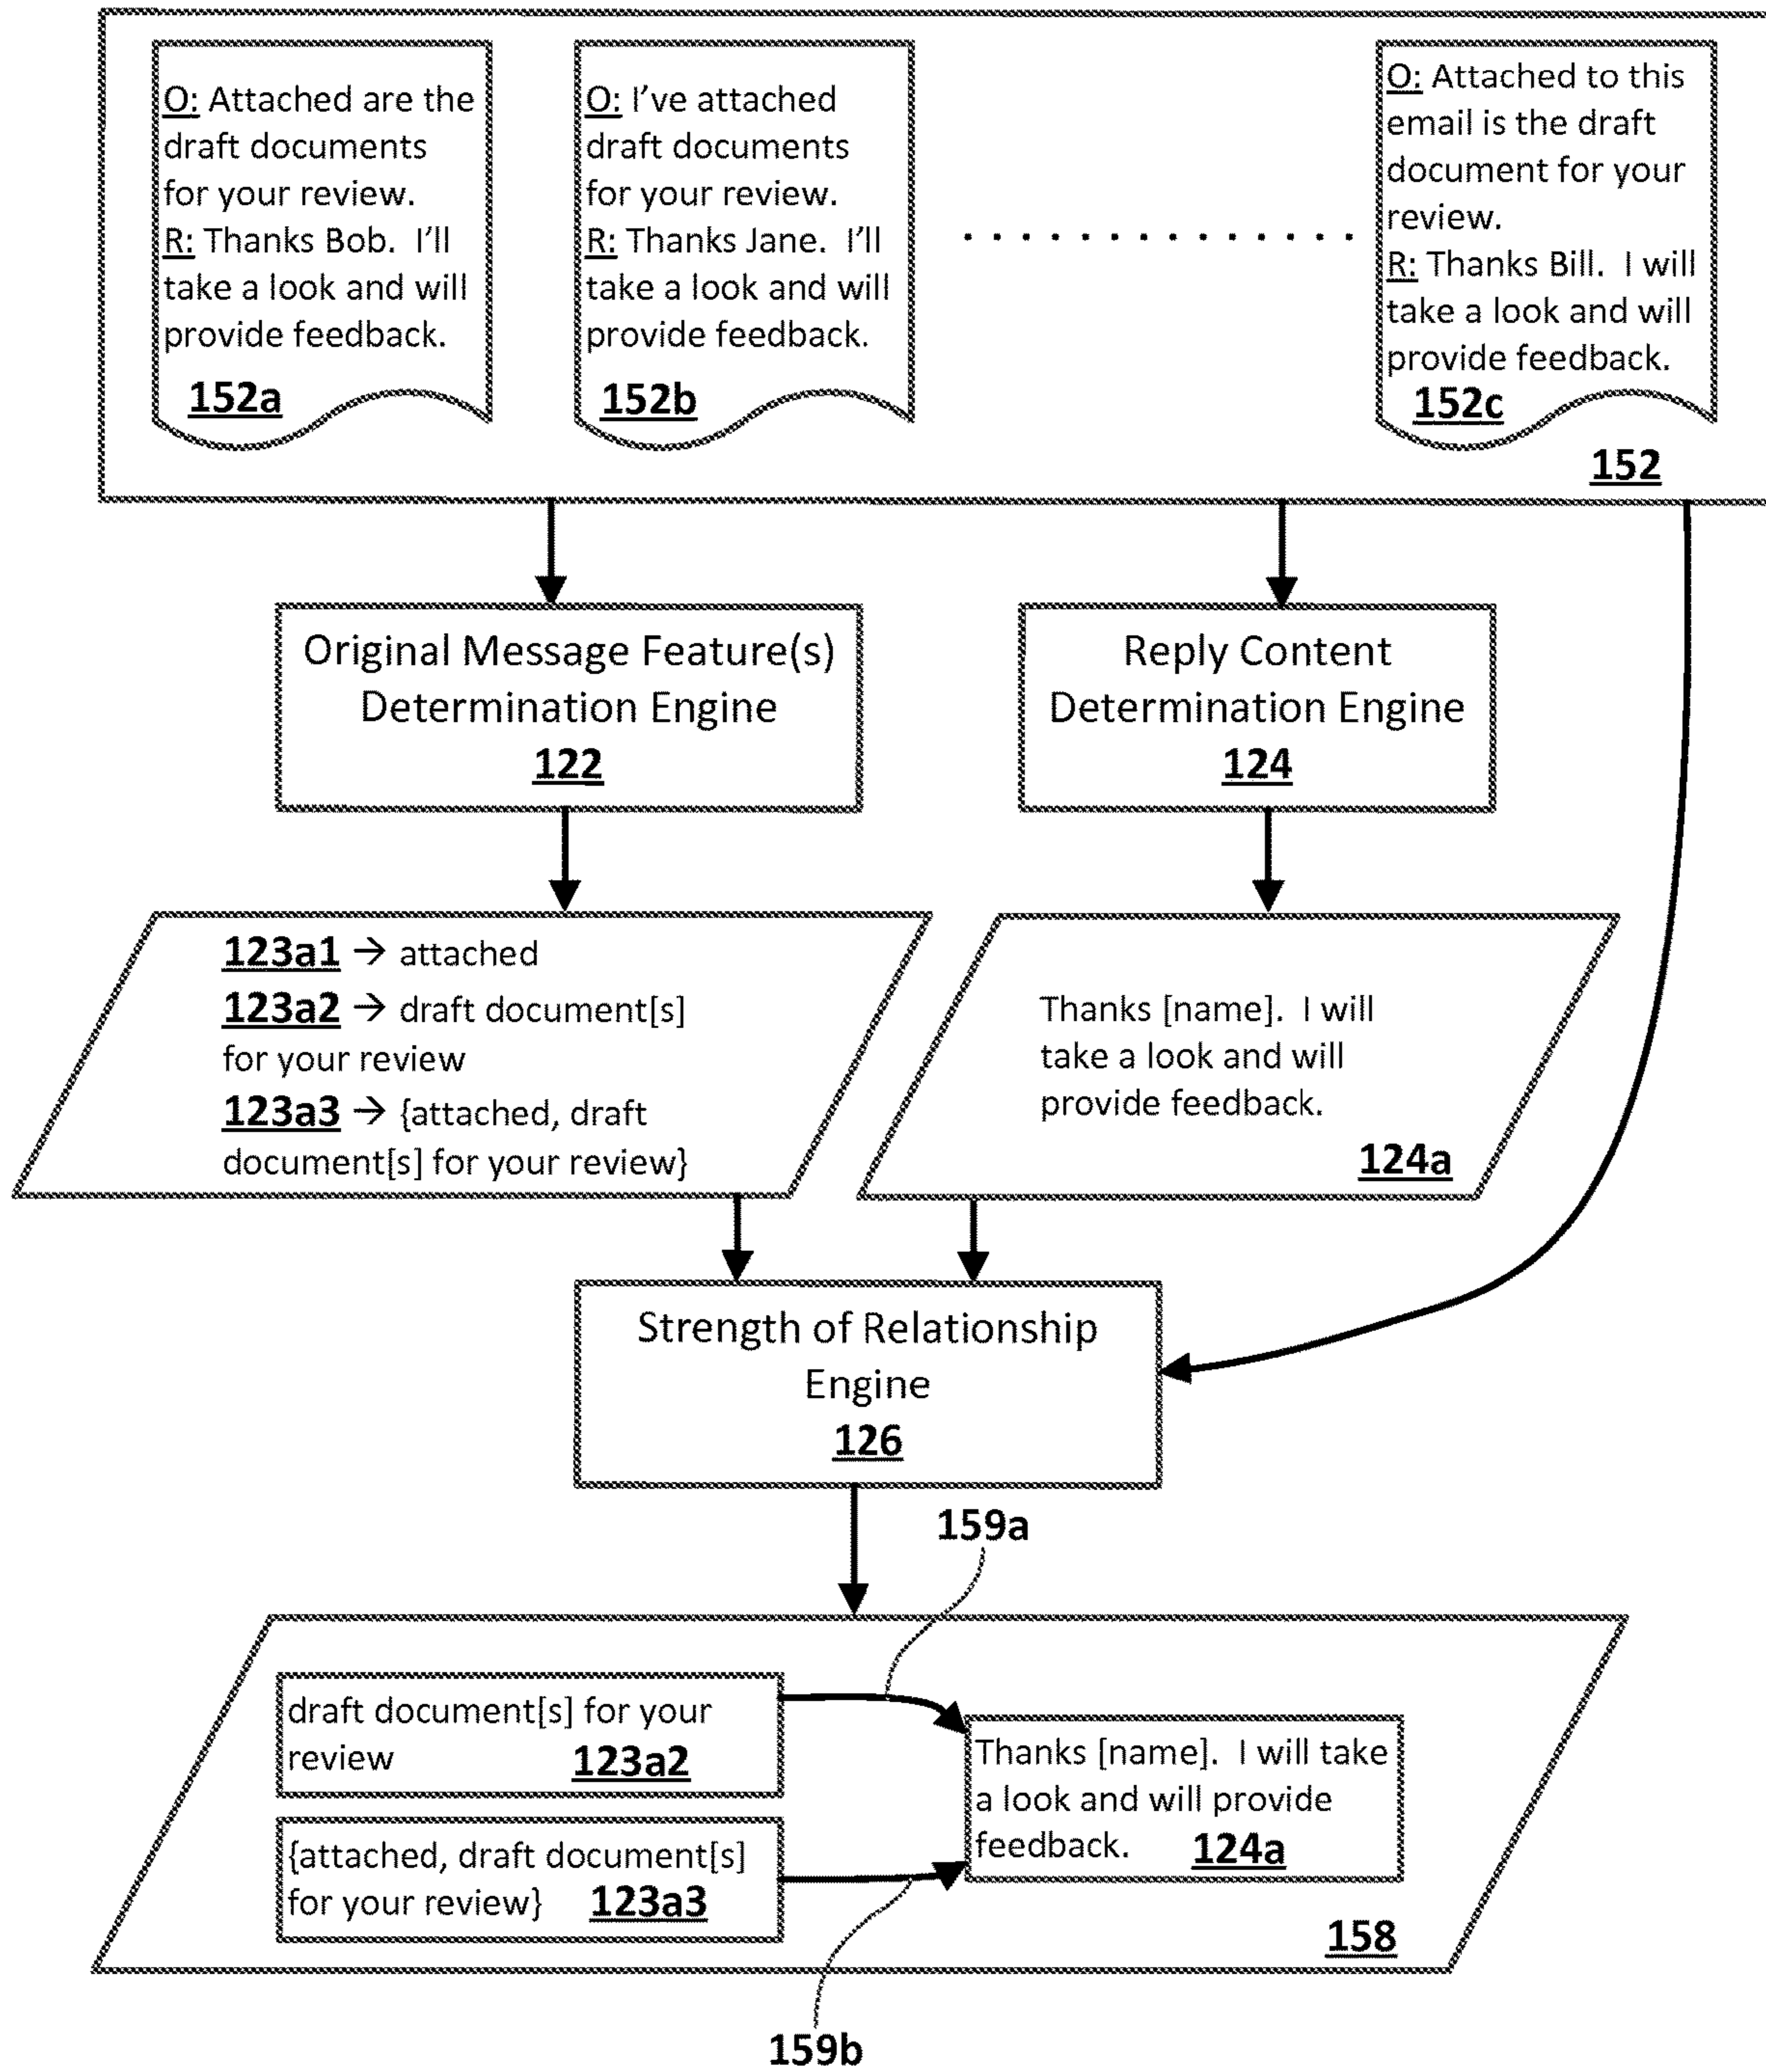 O: Attached are the
draft documents
for your review.
R: Thanks Bob. I'll
take a look and will
provide feedback.
152a
O: I've attached
draft documents
for your review.
R: Thanks Jane. I'll
take a look and will
provide feedback.
152b
. . . . . . . . . . . . . .
O: Attached to this
email is the draft
document for your
review.
R: Thanks Bill. I will
take a look and will
provide feedback.
152c
152
Original Message Feature(s)
Determination Engine
122
Reply Content
Determination Engine
124
123a1 → attached
123a2 → draft document[s]
for your review
123a3 → {attached, draft
document[s] for your review}
Thanks [name]. I will
take a look and will
provide feedback.
124a
Strength of Relationship
Engine
126
159a
draft document[s] for your
review 123a2
{attached, draft document[s]
for your review} 123a3
Thanks [name]. I will take
a look and will provide
feedback. 124a
158
159b